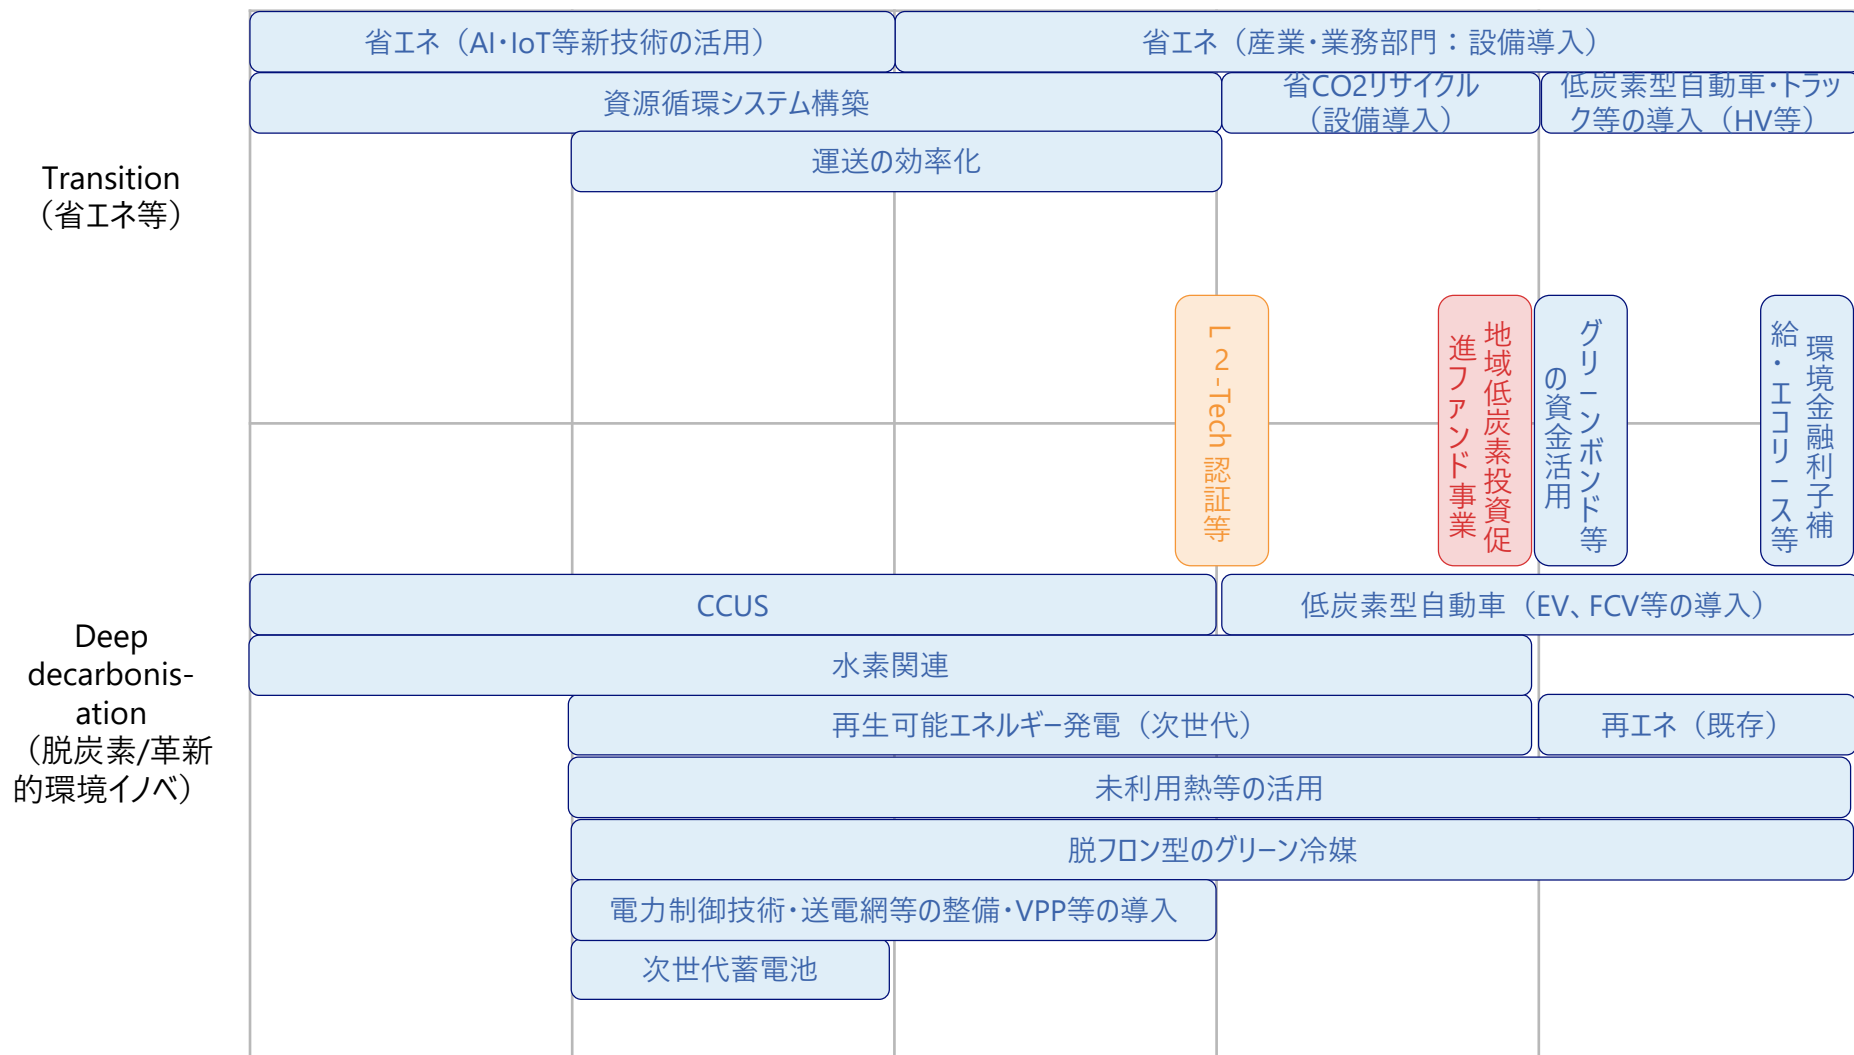 省エネ（AI・IoT等新技術の活用）
省エネ（産業・業務部門：設備導入）
資源循環システム構築
省CO2リサイクル
（設備導入）
低炭素型自動車・トラッ
ク等の導入（HV等）
運送の効率化
Transition
（省エネ等）
L2-Tech認証等
地域低炭素投資促
進ファンド事業
グリーンボンド等
の資金活用
環境金融利子補
給・エコリース等
CCUS
低炭素型自動車（EV、FCV等の導入）
Deep
decarbonis-
ation
（脱炭素/革新
的環境イノベ）
水素関連
再生可能エネルギー発電（次世代）
再エネ（既存）
未利用熱等の活用
脱フロン型のグリーン冷媒
電力制御技術・送電網等の整備・VPP等の導入
次世代蓄電池